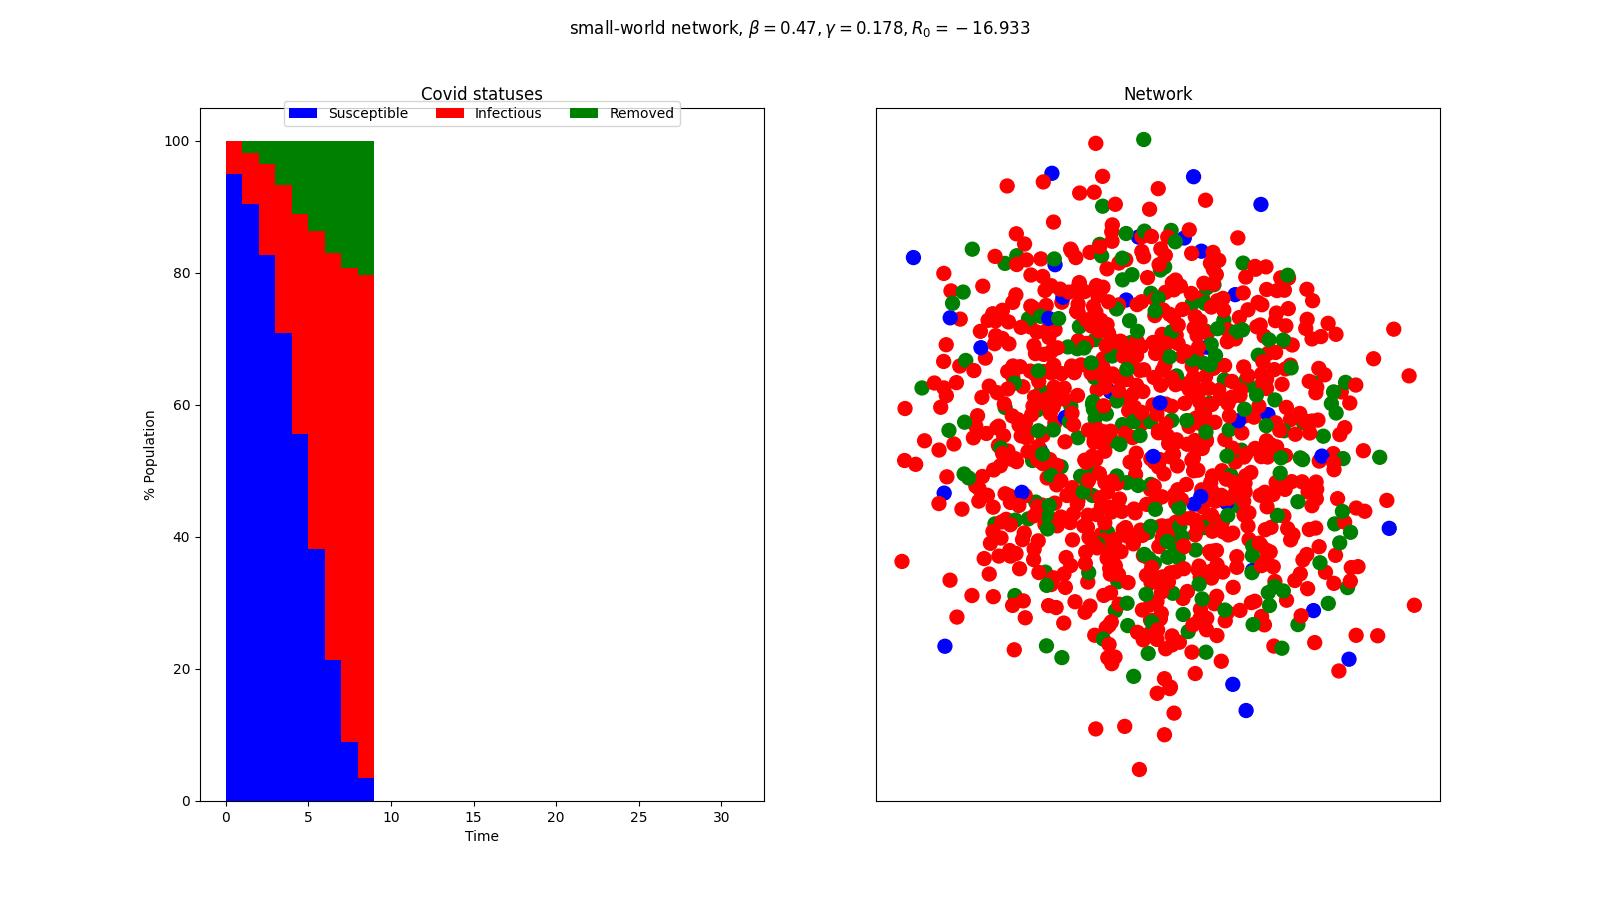 small-world network, β = 0.47, γ = 0.178, R₀ = − 16.933
Covid statuses
Susceptible Infectious Removed
100
80
60
40
20
0
% Population
0 5 10 15 20 25 30
Time
Network